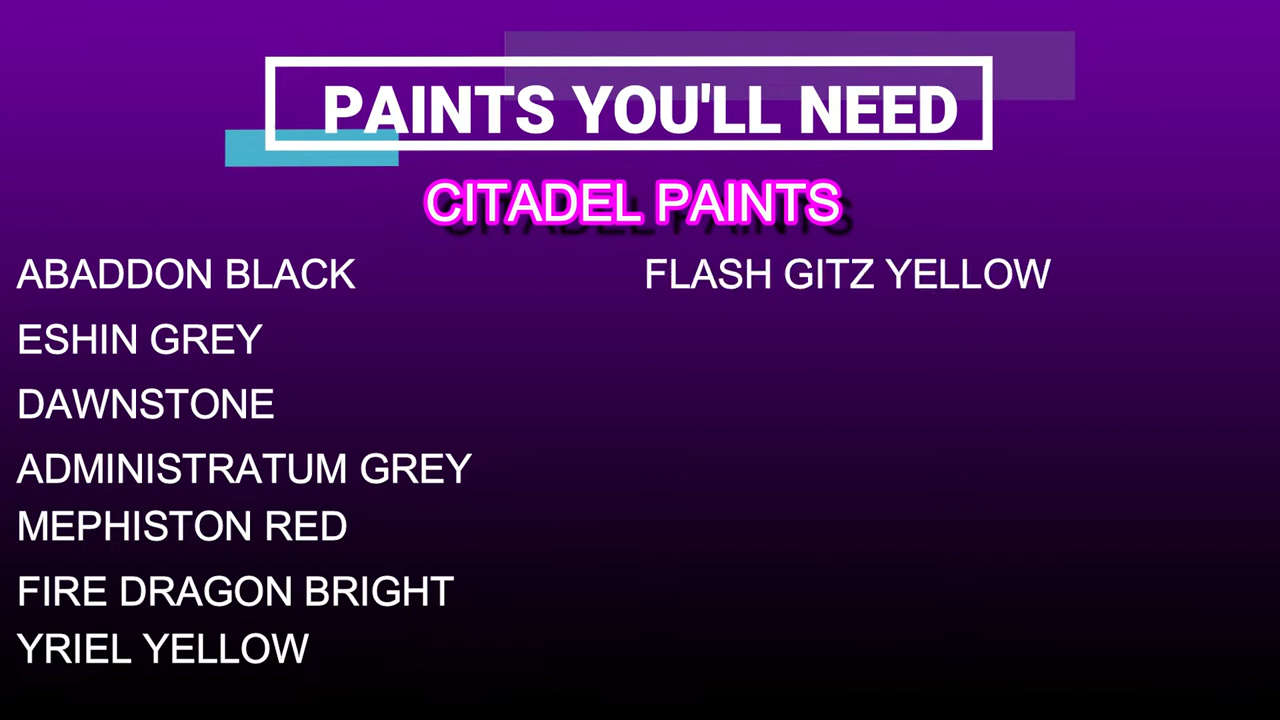 PAINTS YOU'LL NEED
CITADEL PAINTS
ABADDON BLACK
ESHIN GREY
DAWNSTONE
ADMINISTRATUM GREY
MEPHISTON RED
FIRE DRAGON BRIGHT
YRIEL YELLOW
FLASH GITZ YELLOW